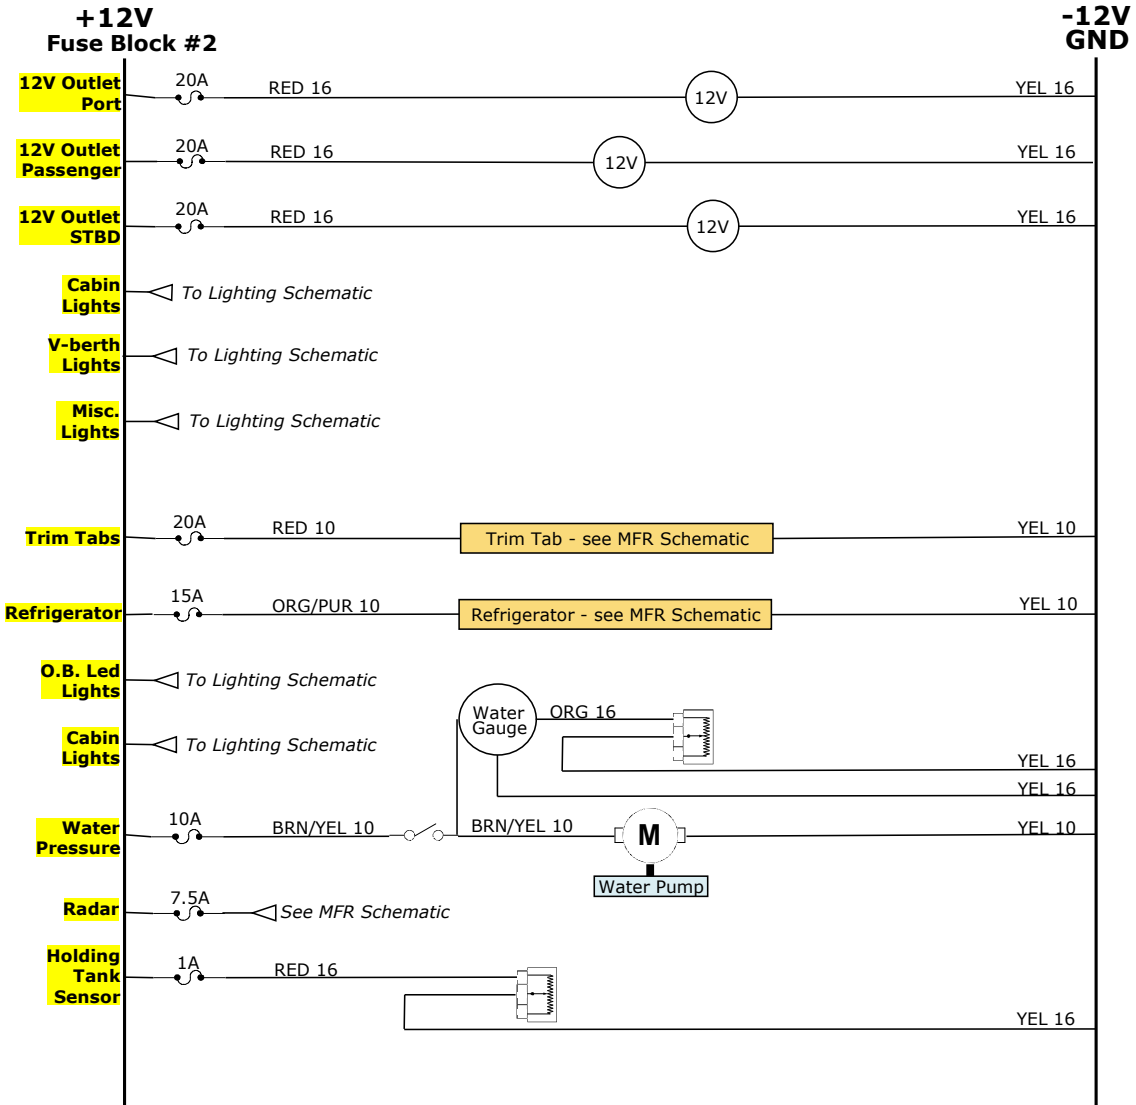 +12V
Fuse Block #2
-12V
GND
12V Outlet
Port
20A
RED 16
12V
YEL 16
12V Outlet
Passenger
20A
RED 16
12V
YEL 16
12V Outlet
STBD
20A
RED 16
12V
YEL 16
Cabin
Lights
To Lighting Schematic
V-berth
Lights
To Lighting Schematic
Misc.
Lights
To Lighting Schematic
Trim Tabs
20A
RED 10
Trim Tab - see MFR Schematic
YEL 10
Refrigerator
15A
ORG/PUR 10
Refrigerator - see MFR Schematic
YEL 10
O.B. Led
Lights
To Lighting Schematic
Water
Gauge
ORG 16
Cabin
Lights
To Lighting Schematic
YEL 16
YEL 16
Water
Pressure
10A
BRN/YEL 10
BRN/YEL 10
M
YEL 10
Water Pump
Radar
7.5A
See MFR Schematic
Holding
Tank
Sensor
1A
RED 16
YEL 16